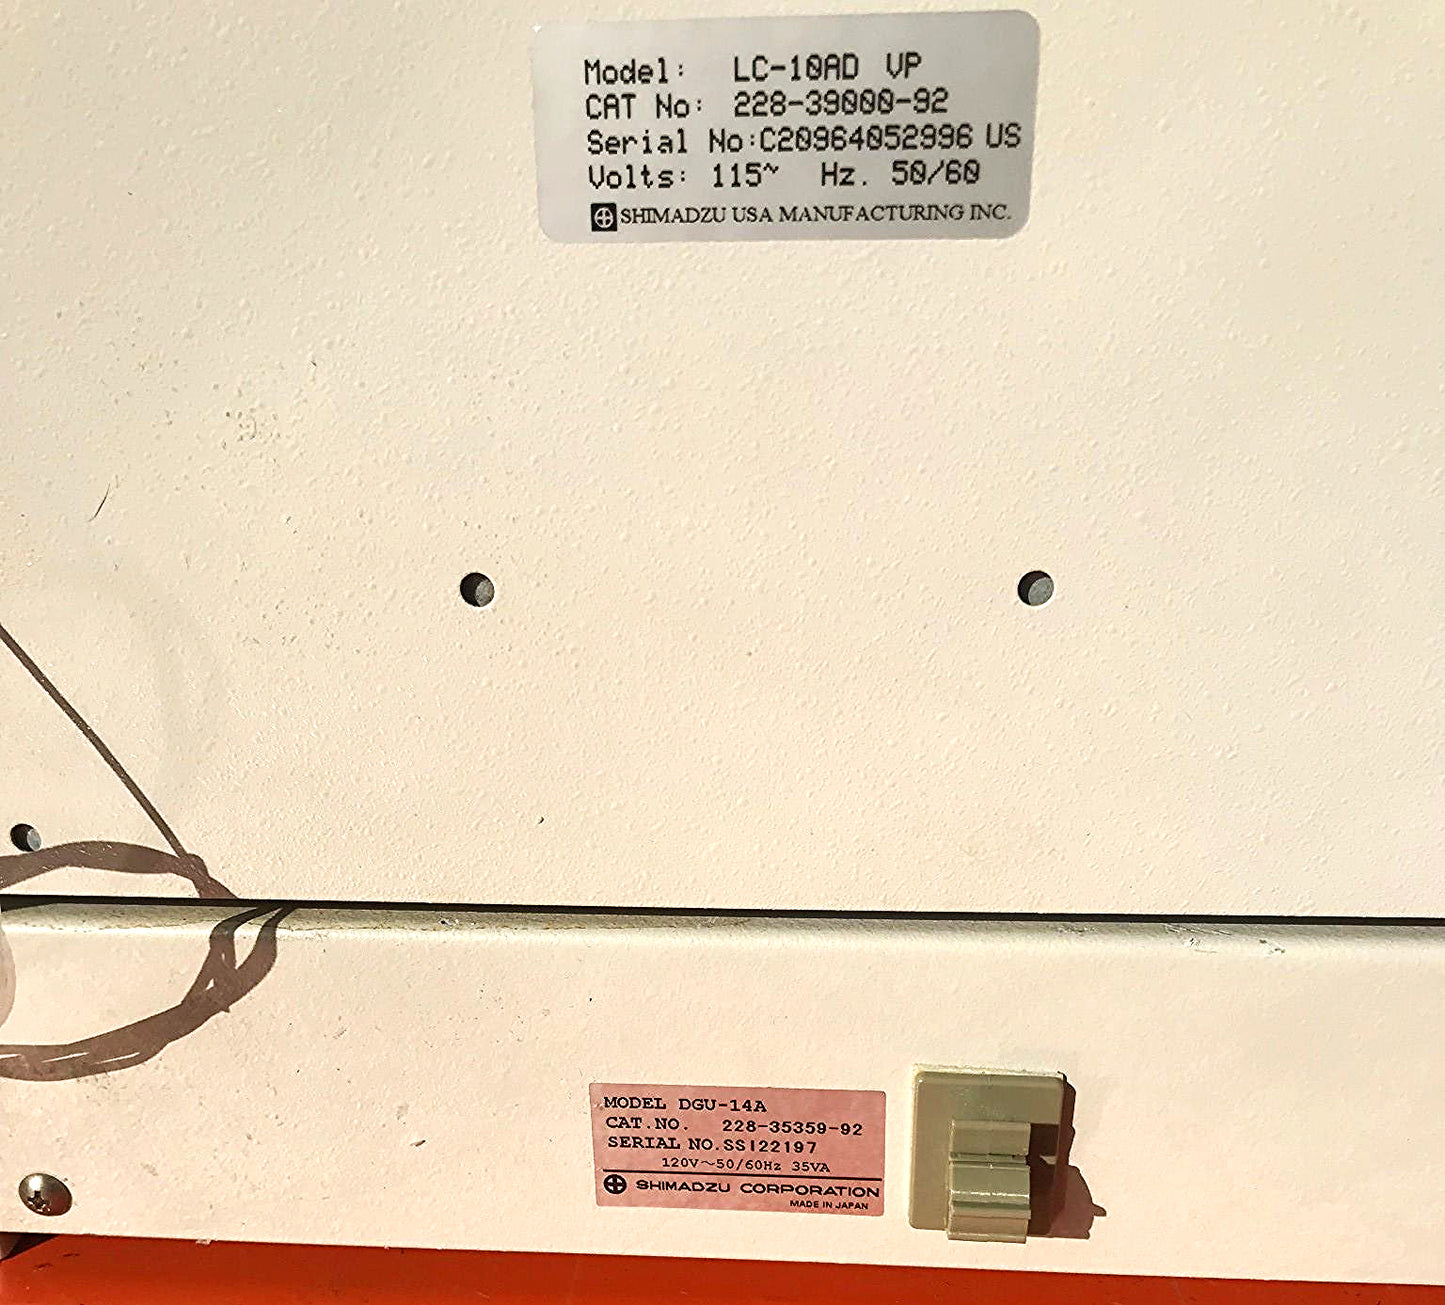 Model: LC-10AD VP
CAT No: 228-39000-92
Serial No:C20964052996 US
Volts: 115~ Hz. 50/60
SHIMADZU USA MANUFACTURING INC.
MODEL DGU-14A
CAT.NO. 228-35359-92
SERIAL NO.SS122197
120V~50/60Hz 35VA
SHIMADZU CORPORATION
MADE IN JAPAN